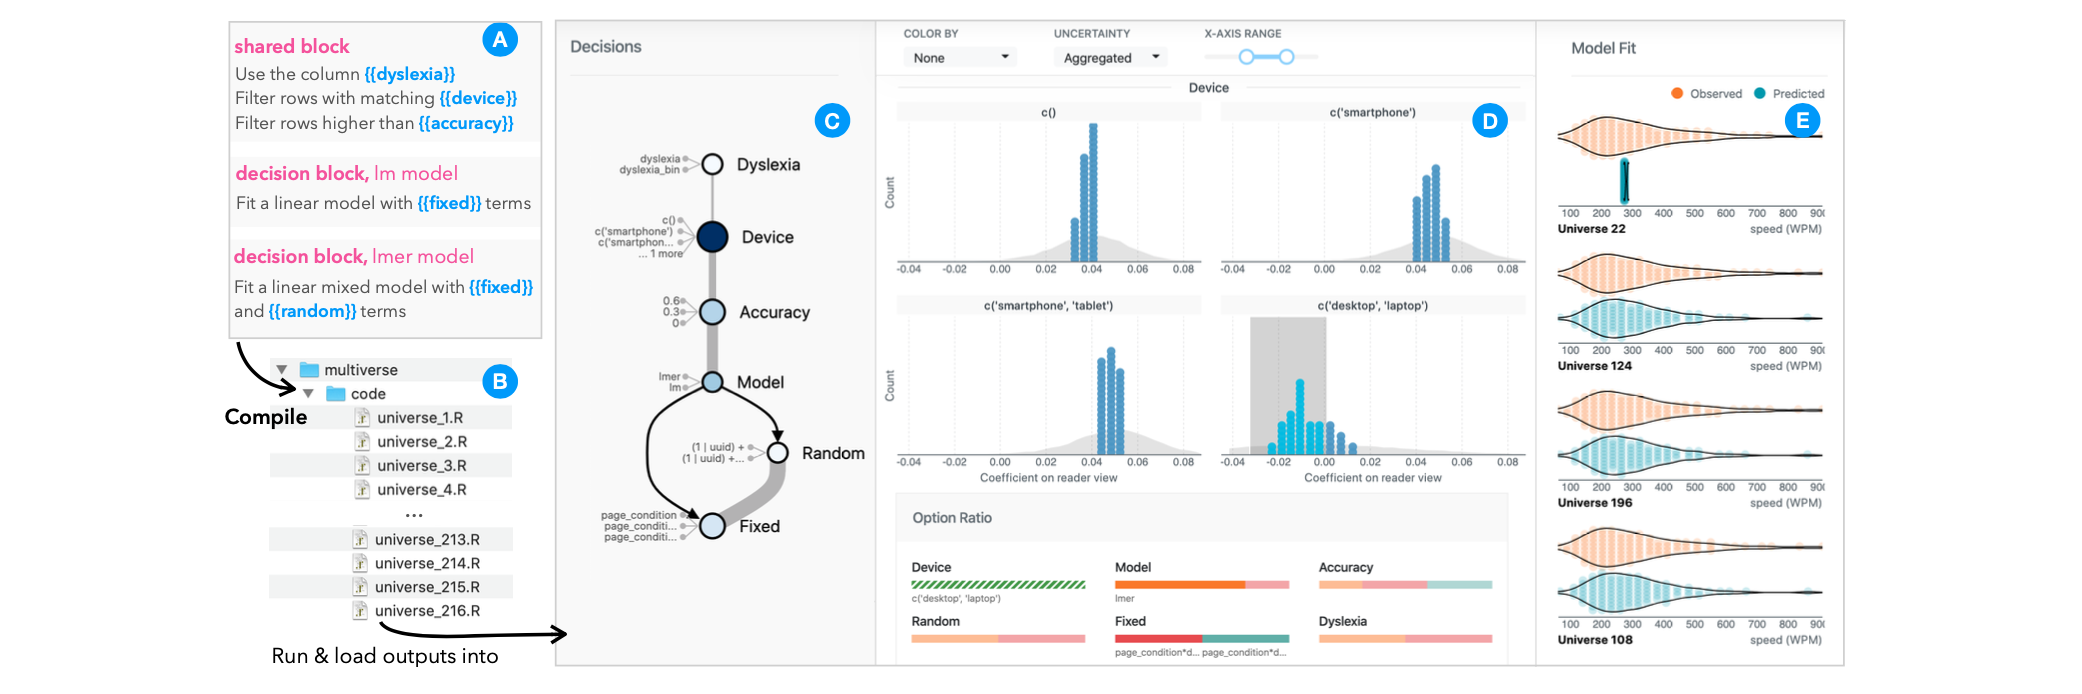 A
shared block
Use the column {{dyslexia}}
Filter rows with matching {{device}}
Filter rows higher than {{accuracy}}
decision block, lm model
Fit a linear model with {{fixed}} terms
decision block, lmer model
Fit a linear mixed model with {{fixed}}
and {{random}} terms
Compile
B
multiverse
code
universe_1.R
universe_2.R
universe_3.R
universe_4.R
...
universe_213.R
universe_214.R
universe_215.R
universe_216.R
Run & load outputs into
Decisions
C
dyslexia
dyslexia_bin
Dyslexia
c()
c('smartphone')
c('smartphon...
... 1 more
Device
0.6
0.3
0
Accuracy
lmer
lm
Model
(1 | uuid) +
(1 | uuid) +...
Random
page_condition
page_conditi...
page_conditi...
Fixed
COLOR BY UNCERTAINTY X-AXIS RANGE
None Aggregated
Device
D
c() c('smartphone')
Count
-0.04 -0.02 0.00 0.02 0.04 0.06 0.08 -0.04 -0.02 0.00 0.02 0.04 0.06 0.08
c('smartphone', 'tablet') c('desktop', 'laptop')
Count
-0.04 -0.02 0.00 0.02 0.04 0.06 0.08 -0.04 -0.02 0.00 0.02 0.04 0.06 0.08
Coefficient on reader view Coefficient on reader view
Option Ratio
Device Model Accuracy
c('desktop', 'laptop') lmer
Random Fixed Dyslexia
page_condition*d... page_condition*d...
Model Fit
Observed Predicted
E
100 200 300 400 500 600 700 800 900
Universe 22 speed (WPM)
100 200 300 400 500 600 700 800 900
Universe 124 speed (WPM)
100 200 300 400 500 600 700 800 900
Universe 196 speed (WPM)
100 200 300 400 500 600 700 800 900
Universe 108 speed (WPM)